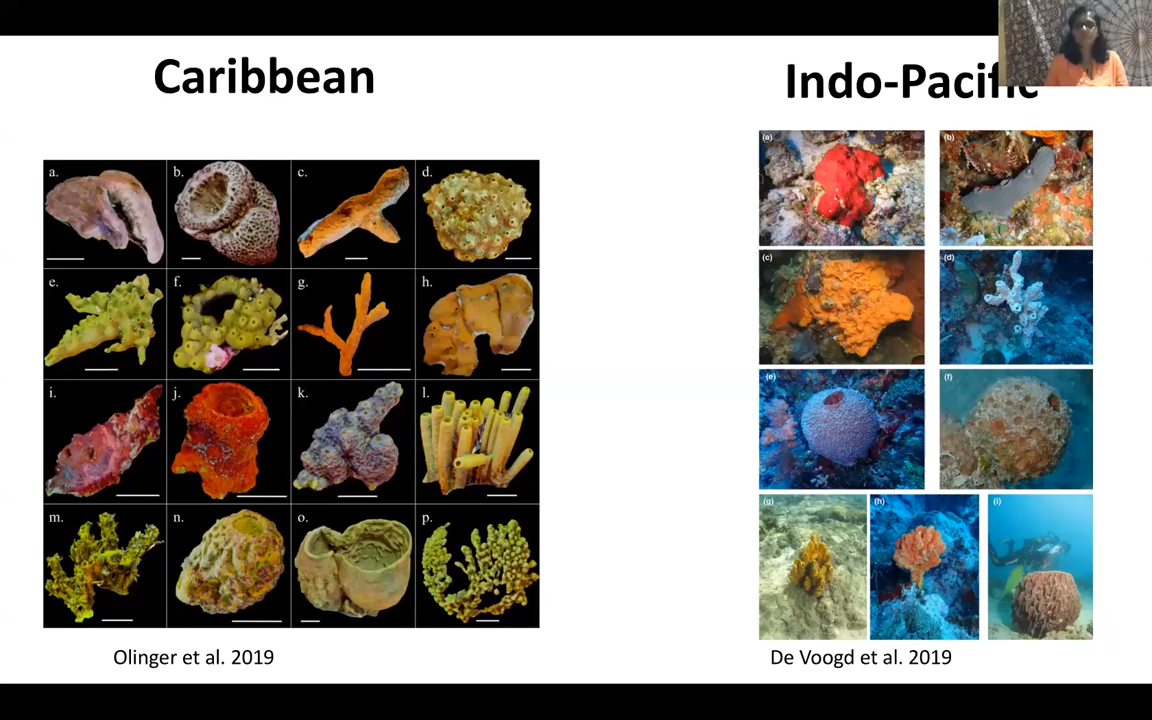 Caribbean
Indo-Pacific
a.
b.
c.
d.
e.
f.
g.
h.
i.
j.
k.
l.
m.
n.
o.
p.
(a)
(b)
(c)
(d)
(e)
(f)
(g)
(h)
(i)
Olinger et al. 2019
De Voogd et al. 2019